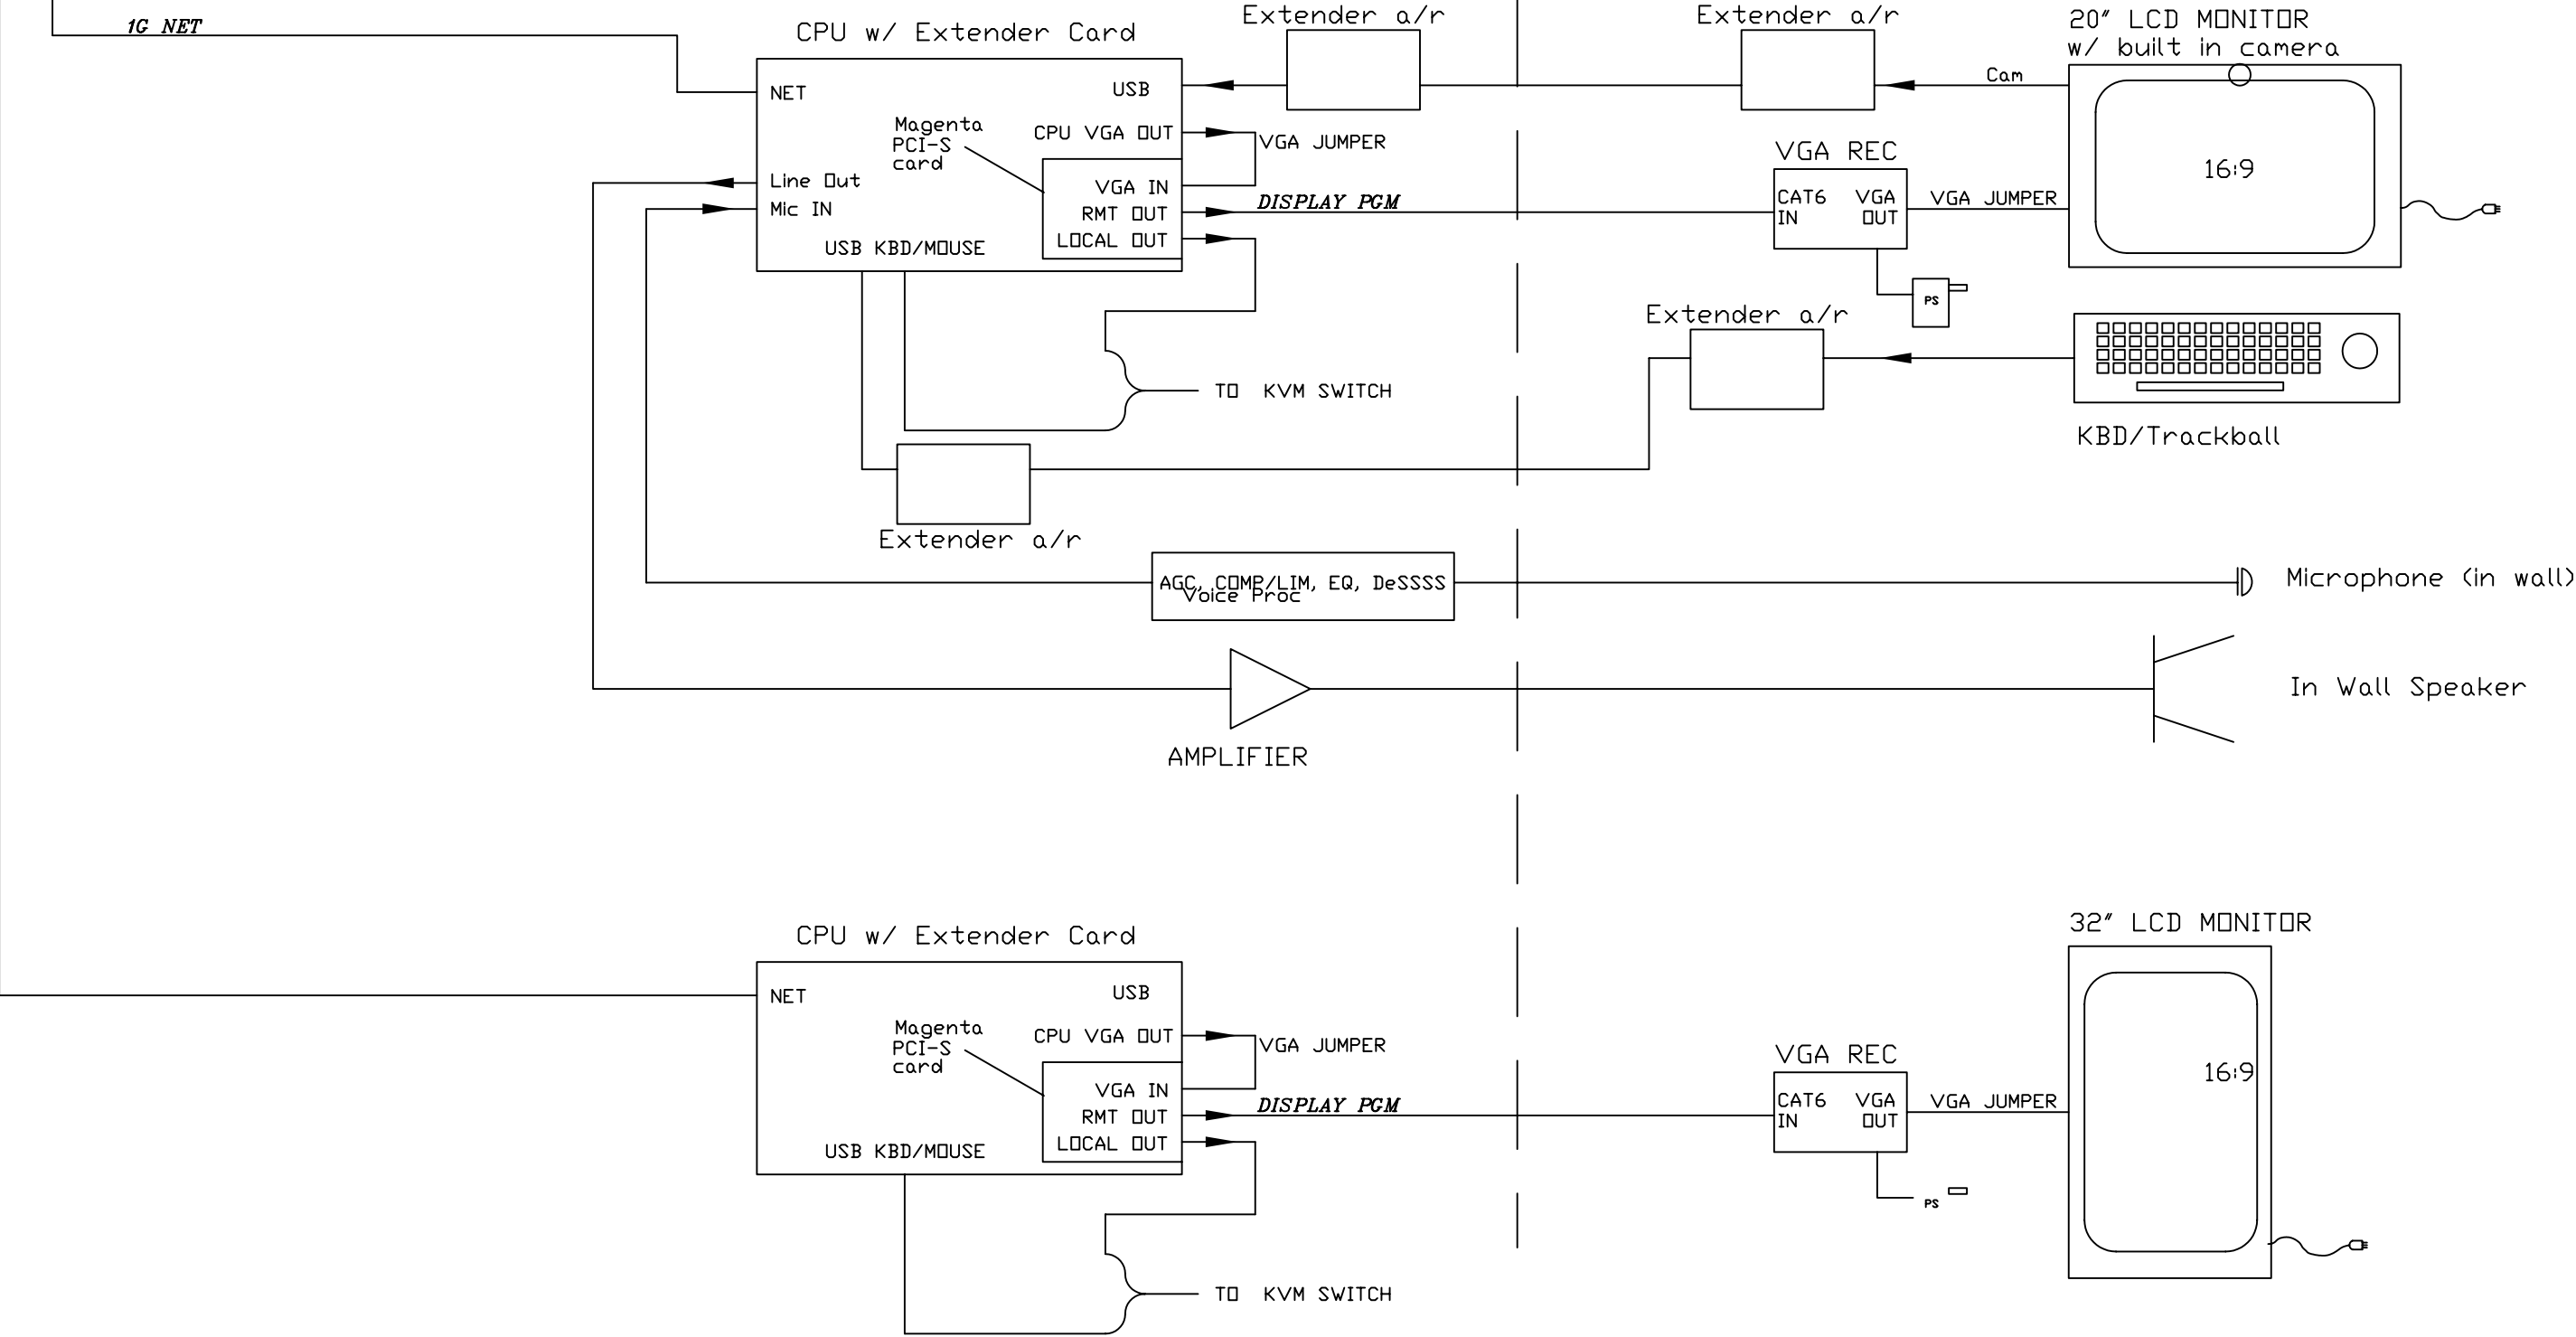 1G NET
CPU w/ Extender Card
Extender a/r
Extender a/r
20" LCD MONITOR
w/ built in camera
NET
USB
Cam
Magenta
PCI-S
card
CPU VGA OUT
VGA JUMPER
VGA REC
16:9
Line Out
Mic IN
VGA IN
RMT OUT
LOCAL OUT
DISPLAY PGM
CAT6
IN
VGA
OUT
VGA JUMPER
USB KBD/MOUSE
PS
Extender a/r
TO KVM SWITCH
KBD/Trackball
Extender a/r
AGC, COMP/LIM, EQ, DeSSSS
Voice Proc
Microphone (in wall)
In Wall Speaker
AMPLIFIER
CPU w/ Extender Card
32" LCD MONITOR
NET
USB
Magenta
PCI-S
card
CPU VGA OUT
VGA JUMPER
VGA REC
16:9
VGA IN
RMT OUT
LOCAL OUT
DISPLAY PGM
CAT6
IN
VGA
OUT
VGA JUMPER
USB KBD/MOUSE
PS
TO KVM SWITCH